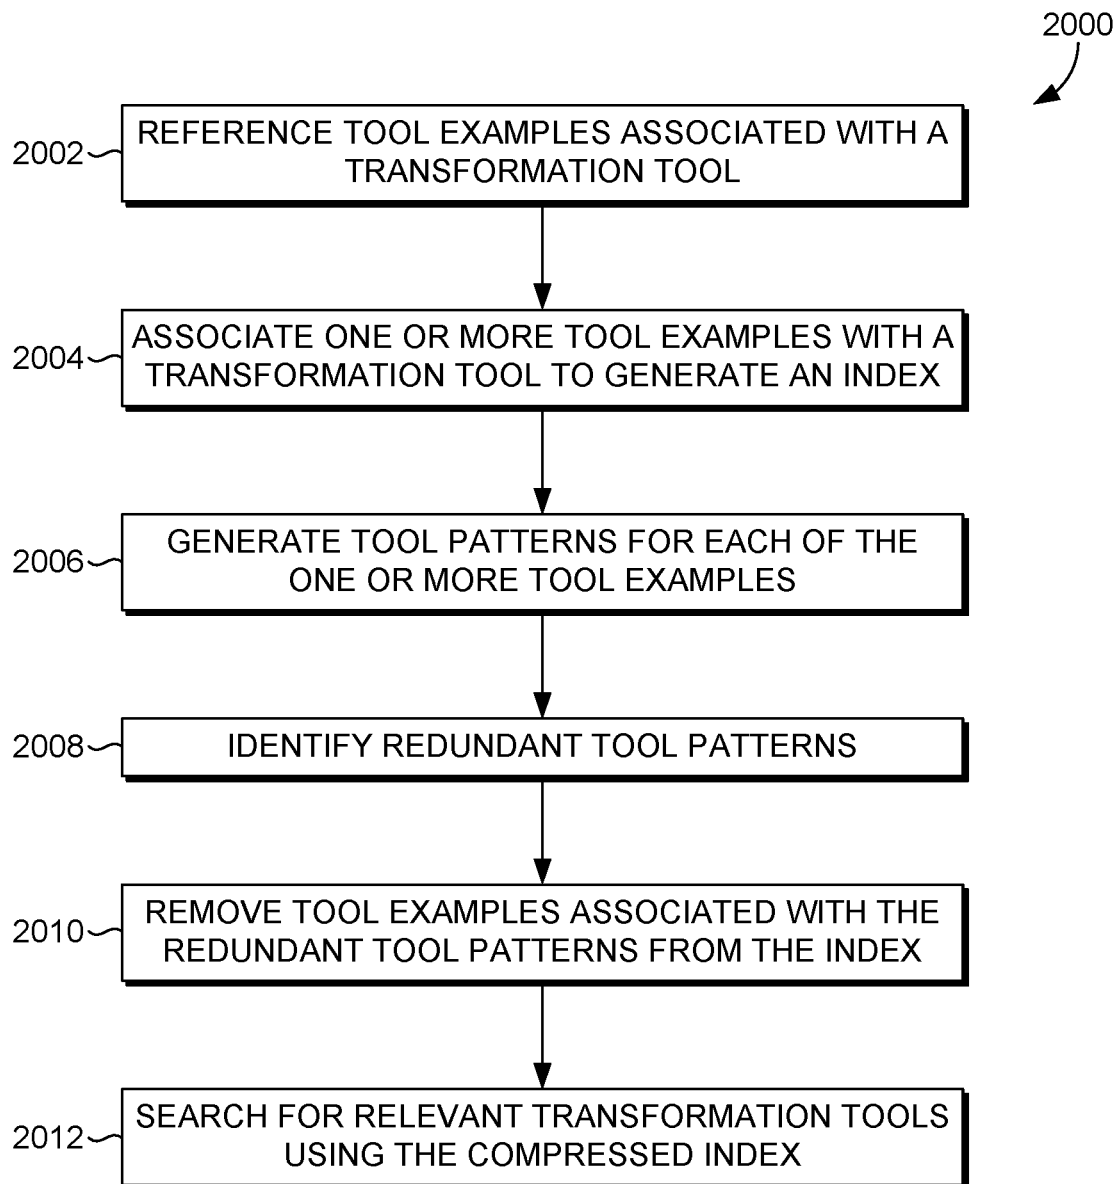 2000
2002
REFERENCE TOOL EXAMPLES ASSOCIATED WITH A
TRANSFORMATION TOOL
2004
ASSOCIATE ONE OR MORE TOOL EXAMPLES WITH A
TRANSFORMATION TOOL TO GENERATE AN INDEX
2006
GENERATE TOOL PATTERNS FOR EACH OF THE
ONE OR MORE TOOL EXAMPLES
2008
IDENTIFY REDUNDANT TOOL PATTERNS
2010
REMOVE TOOL EXAMPLES ASSOCIATED WITH THE
REDUNDANT TOOL PATTERNS FROM THE INDEX
2012
SEARCH FOR RELEVANT TRANSFORMATION TOOLS
USING THE COMPRESSED INDEX